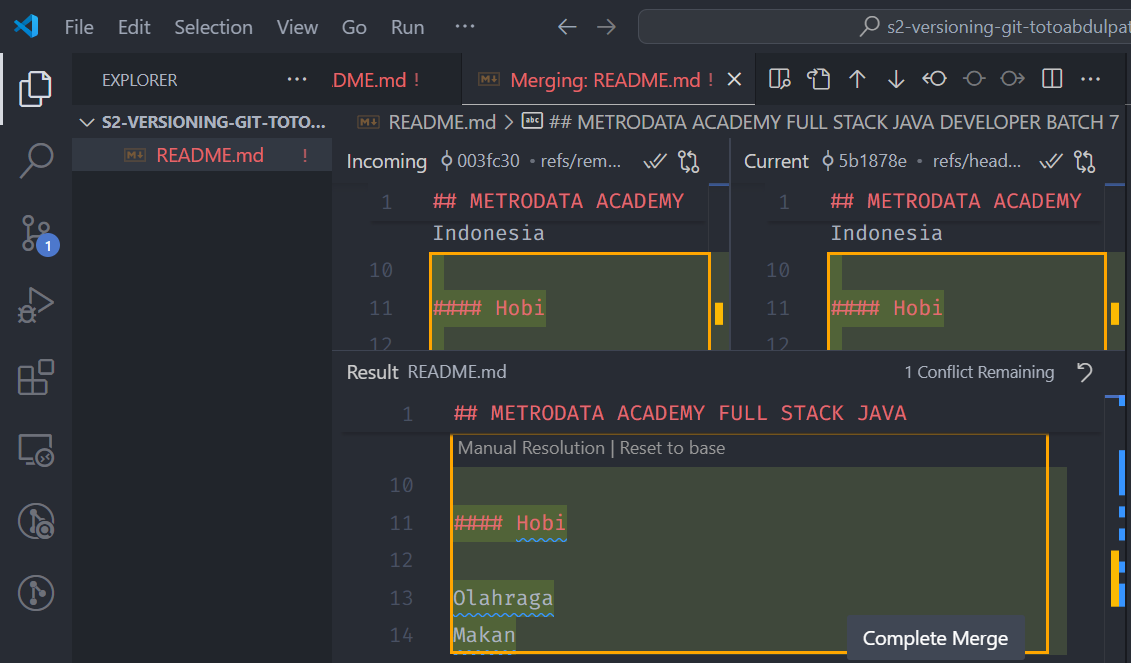 File Edit Selection View Go Run ··· s2-versioning-git-totoabdulpat
EXPLORER ··· DME.md ! Merging: README.md !
S2-VERSIONING-GIT-TOTO... README.md > ## METRODATA ACADEMY FULL STACK JAVA DEVELOPER BATCH 7
README.md !
Incoming 003fc30 • refs/rem... Current 5b1878e • refs/head...
1 ## METRODATA ACADEMY 1 ## METRODATA ACADEMY
Indonesia Indonesia
10 10
11 #### Hobi 11 #### Hobi
12 12
1
Result README.md 1 Conflict Remaining
1 ## METRODATA ACADEMY FULL STACK JAVA
Manual Resolution | Reset to base
10
11 #### Hobi
12
13 Olahraga
14 Makan
Complete Merge